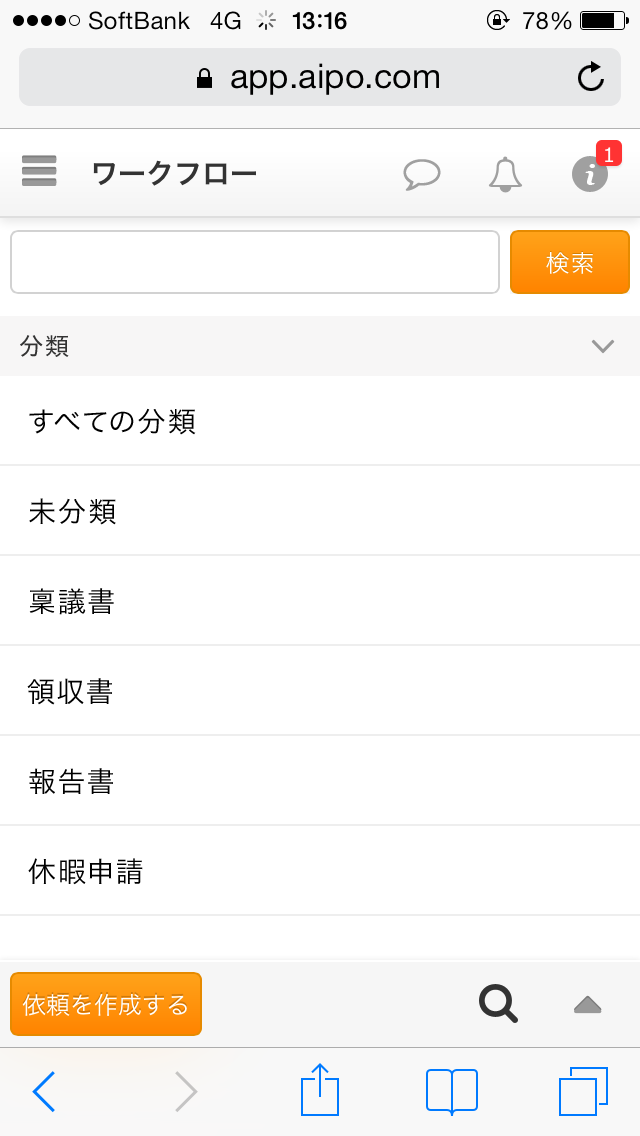 SoftBank 4G 13:16 78%
app.aipo.com
ワークフロー 1
検索
分類
すべての分類
未分類
稟議書
領収書
報告書
休暇申請
依頼を作成する